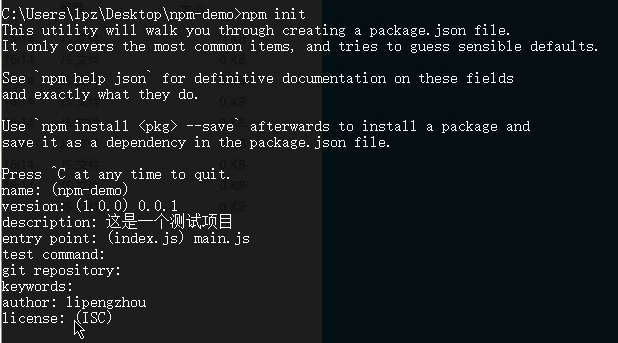 C:\Users\lpz\Desktop\npm-demo>npm init
This utility will walk you through creating a package.json file.
It only covers the most common items, and tries to guess sensible defaults.
See `npm help json` for definitive documentation on these fields
and exactly what they do.
Use `npm install <pkg> --save` afterwards to install a package and
save it as a dependency in the package.json file.
Press ^C at any time to quit.
name: (npm-demo)
version: (1.0.0) 0.0.1
description: 这是一个测试项目
entry point: (index.js) main.js
test command:
git repository:
keywords:
author: lipengzhou
license: (ISC)